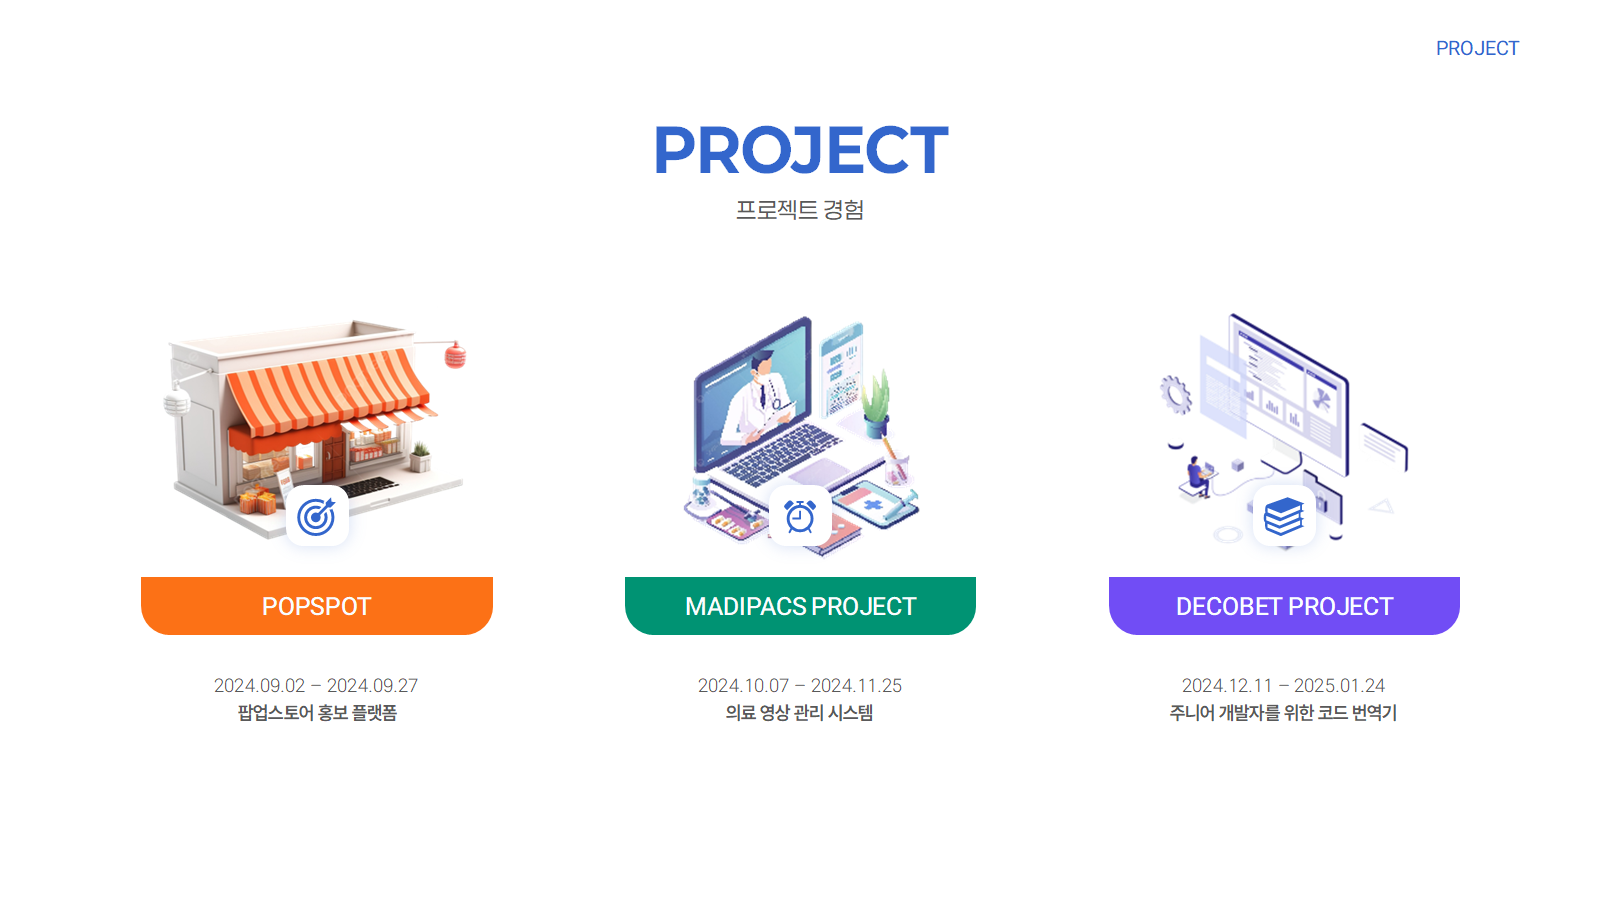 PROJECT
PROJECT
프로젝트 경험
POPSPOT
2024.09.02 – 2024.09.27
팝업스토어 홍보 플랫폼
MADIPACS PROJECT
2024.10.07 – 2024.11.25
의료 영상 관리 시스템
DECOBET PROJECT
2024.12.11 – 2025.01.24
주니어 개발자를 위한 코드 번역기